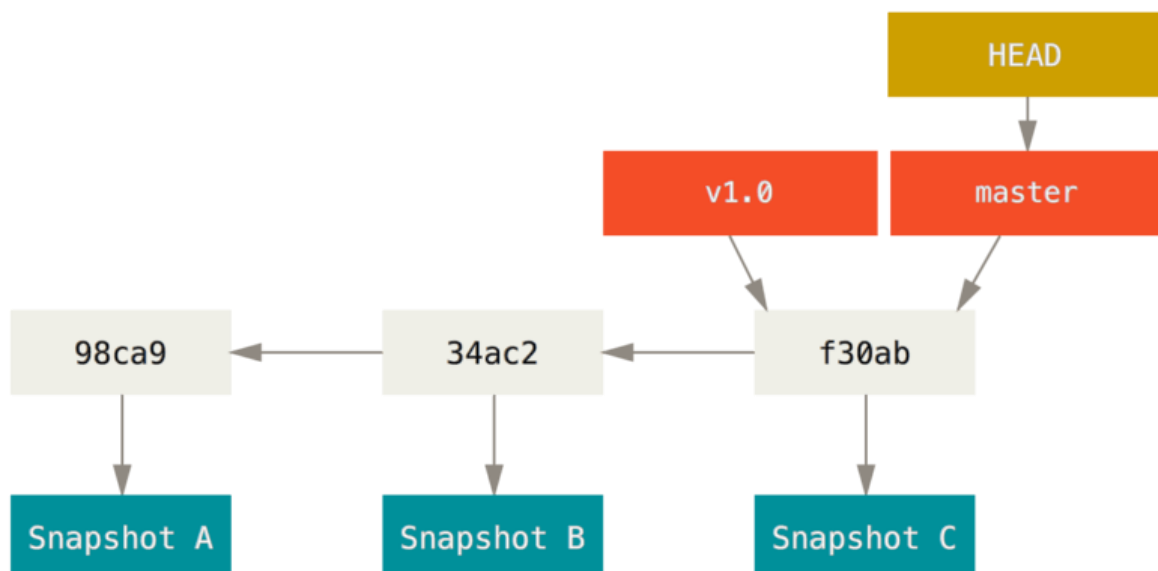 HEAD
v1.0
master
98ca9
34ac2
f30ab
Snapshot A
Snapshot B
Snapshot C